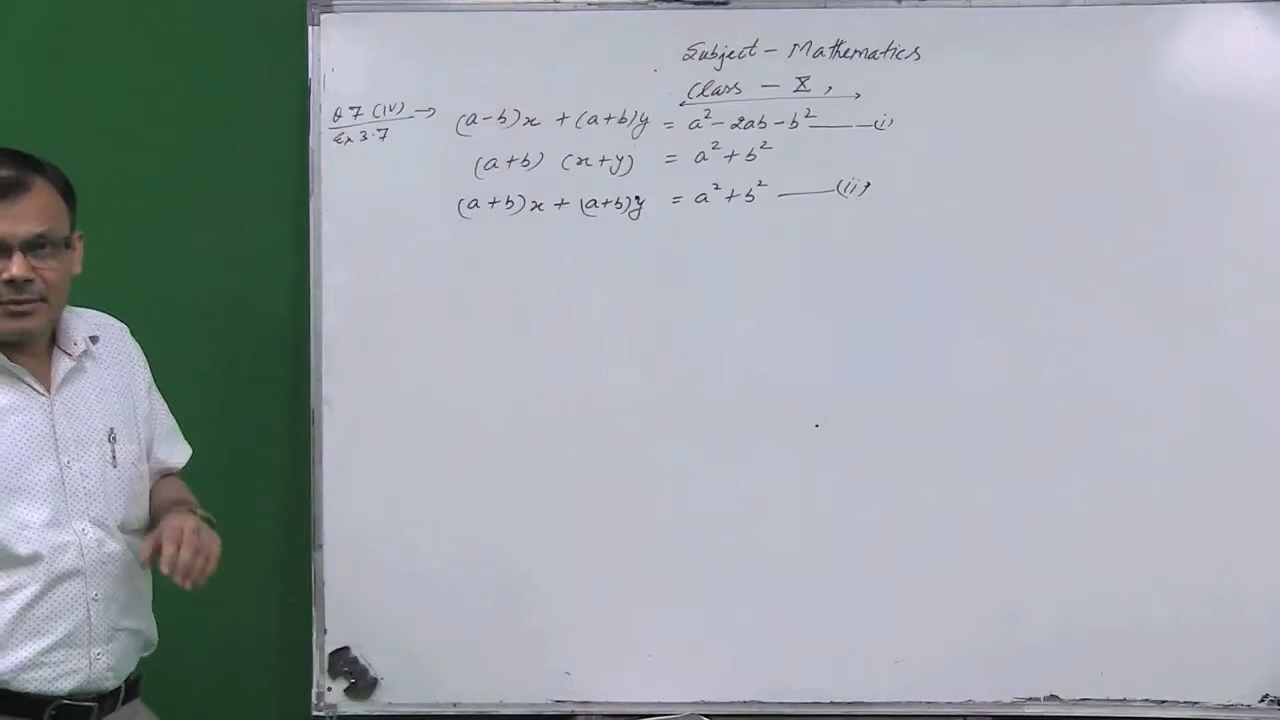 Subject - Mathematics
Class - X,
Q 7 (iv) → (a-b)x + (a+b)y = a² - 2ab - b² ——(i)
Ex 3.7
(a+b) (x+y) = a² + b²
(a+b)x + (a+b)y = a² + b² ——(ii)